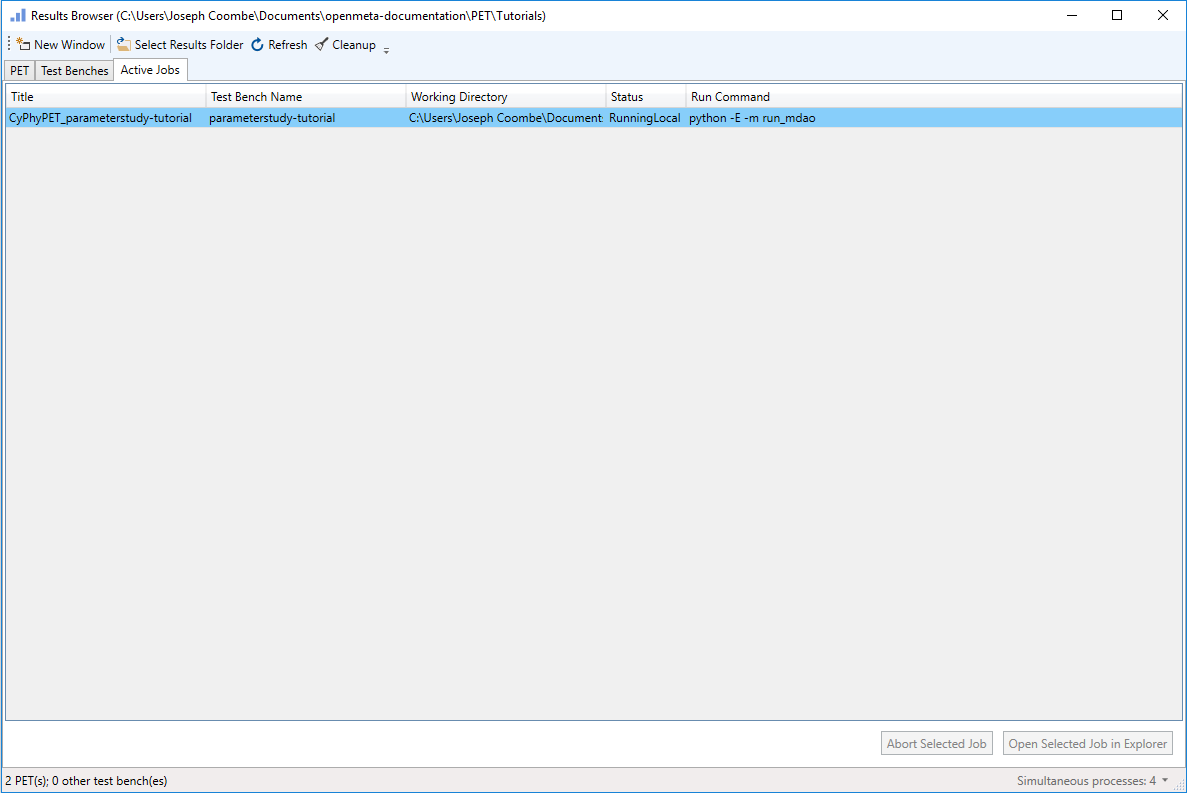 Results Browser (C:\Users\Joseph Coombe\Documents\openmeta-documentation\PET\Tutorials)
New Window Select Results Folder Refresh Cleanup
PET Test Benches Active Jobs
Title Test Bench Name Working Directory Status Run Command
CyPhyPET_parameterstudy-tutorial parameterstudy-tutorial C:\Users\Joseph Coombe\Document RunningLocal python -E -m run_mdao
Abort Selected Job Open Selected Job in Explorer
2 PET(s); 0 other test bench(es) Simultaneous processes: 4